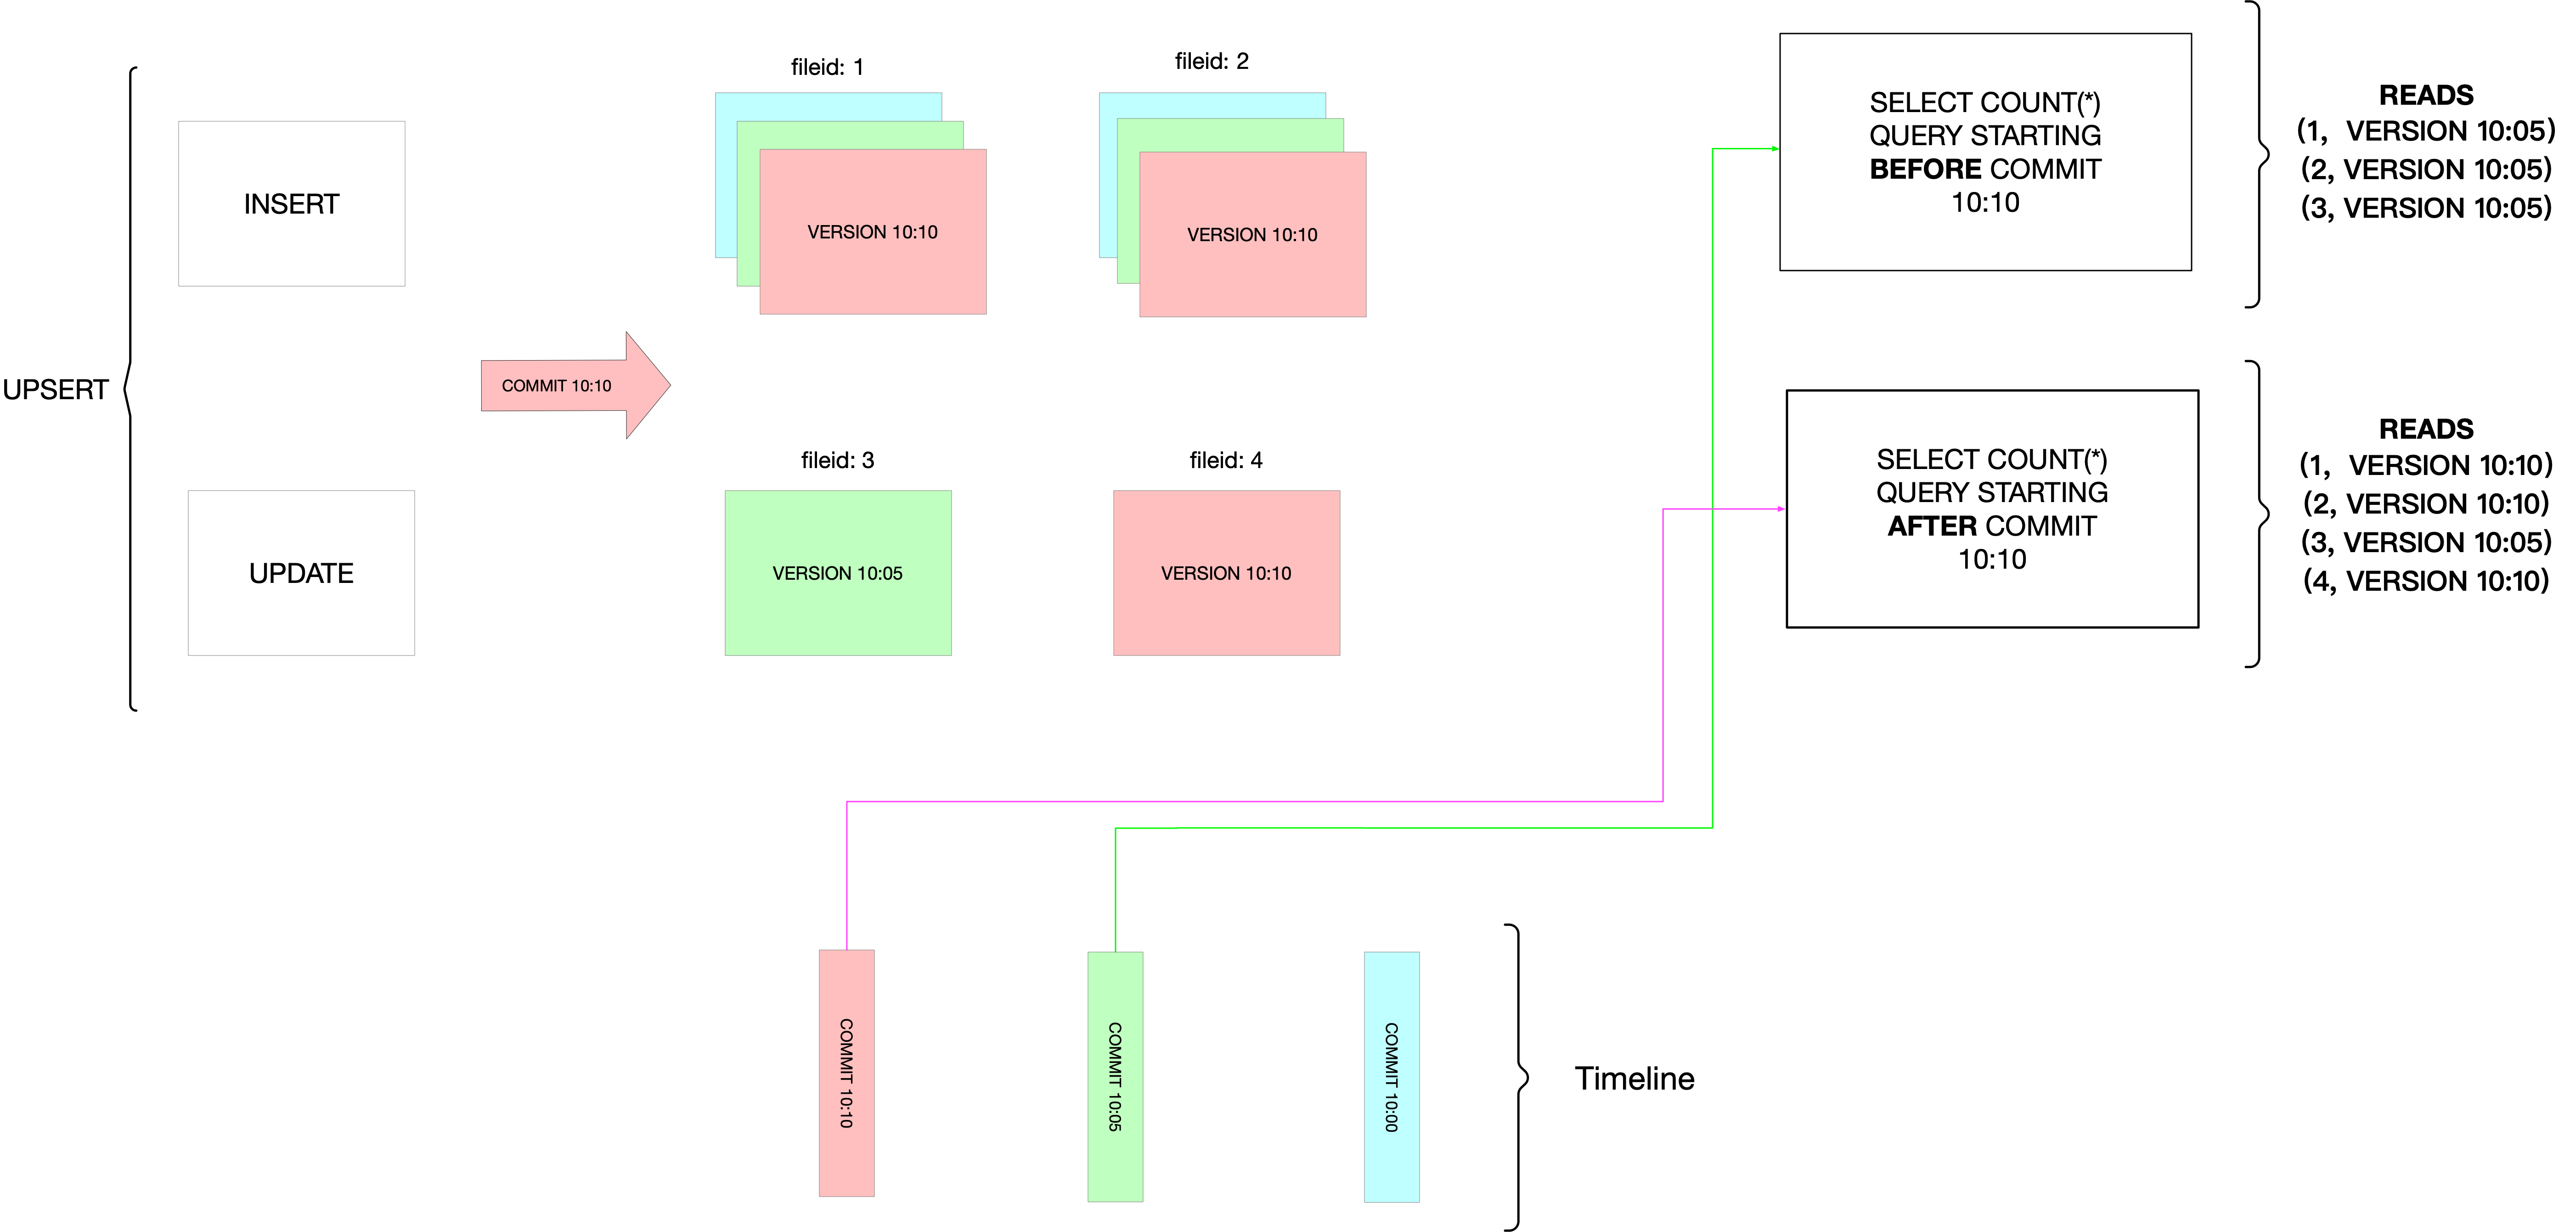 UPSERT
INSERT
UPDATE
COMMIT 10:10
fileid: 1
VERSION 10:10
fileid: 2
VERSION 10:10
fileid: 3
VERSION 10:05
fileid: 4
VERSION 10:10
SELECT COUNT(*)
QUERY STARTING
BEFORE COMMIT
10:10
READS
(1, VERSION 10:05)
(2, VERSION 10:05)
(3, VERSION 10:05)
SELECT COUNT(*)
QUERY STARTING
AFTER COMMIT
10:10
READS
(1, VERSION 10:10)
(2, VERSION 10:10)
(3, VERSION 10:05)
(4, VERSION 10:10)
COMMIT 10:10
COMMIT 10:05
COMMIT 10:00
Timeline